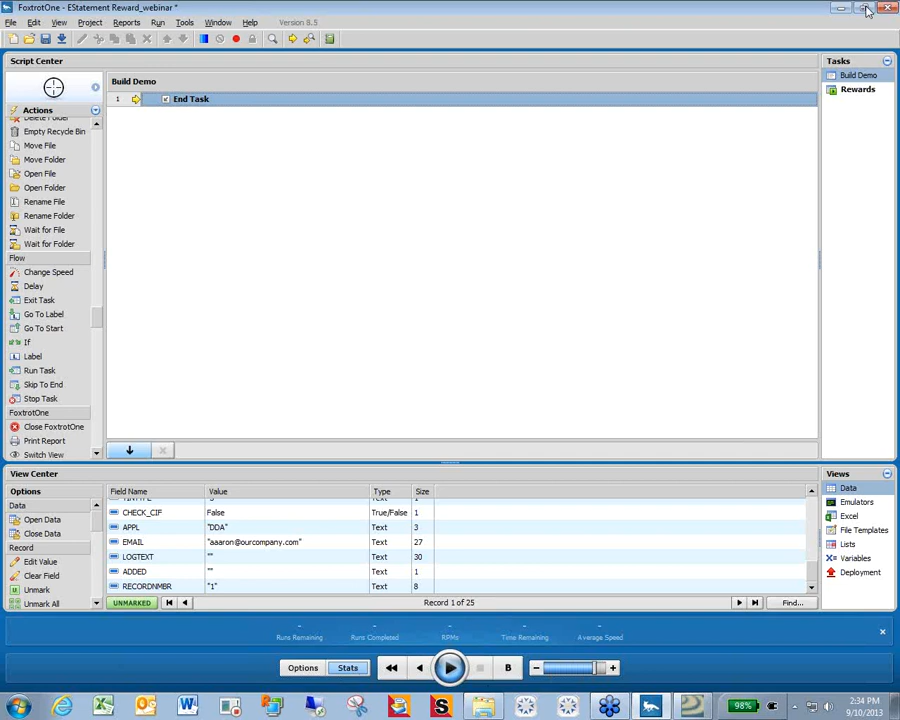 FoxtrotOne - EStatement Reward_webinar *
File Edit View Project Reports Run Tools Window Help Version 8.5
Script Center
Build Demo
1 End Task
Actions
Delete Folder
Empty Recycle Bin
Move File
Move Folder
Open File
Open Folder
Rename File
Rename Folder
Wait for File
Wait for Folder
Flow
Change Speed
Delay
Exit Task
Go To Label
Go To Start
If
Label
Run Task
Skip To End
Stop Task
FoxtrotOne
Close FoxtrotOne
Print Report
Switch View
Tasks
Build Demo
Rewards
View Center
Options
Data
Open Data
Close Data
Record
Edit Value
Clear Field
Unmark
Unmark All
Field Name Value Type Size
CHECK_CIF False True/False 1
APPL "DDA" Text 3
EMAIL "aaaron@ourcompany.com" Text 27
LOGTEXT "" Text 30
ADDED "" Text 1
RECORDNMBR "1" Text 8
UNMARKED Record 1 of 25 Find...
Views
Data
Emulators
Excel
File Templates
Lists
Variables
Deployment
- - - - -
Runs Remaining Runs Completed RPMs Time Remaining Average Speed
Options Stats B
98% 2:34 PM
9/10/2013